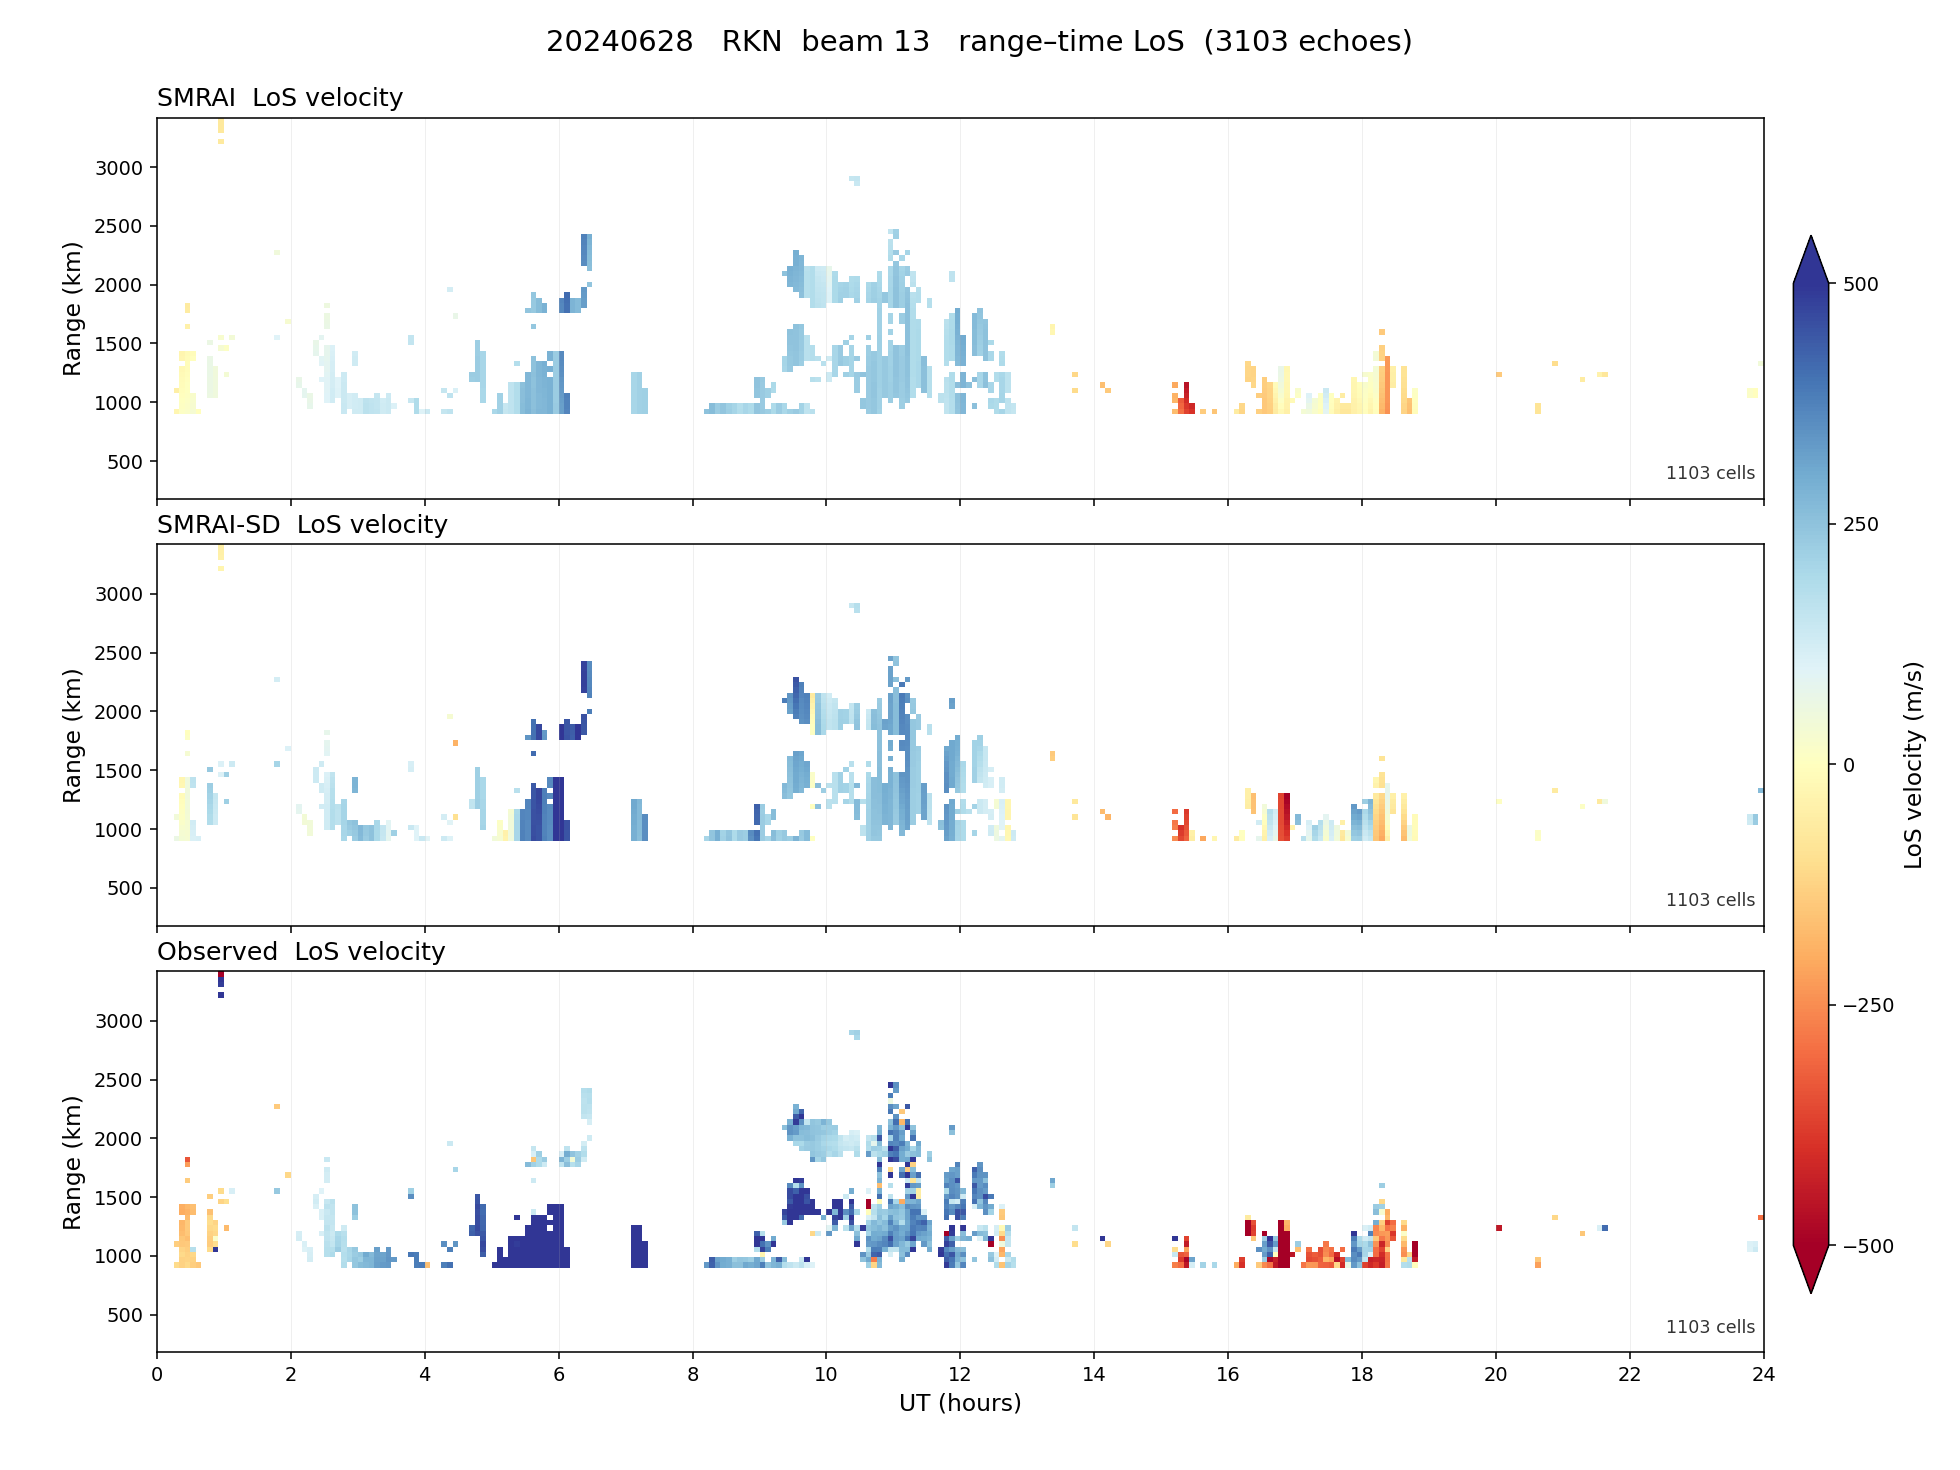 20240628   RKN  beam 13   range–time LoS  (3103 echoes)
SMRAI  LoS velocity
3000
2500
2000
1500
1000
500
Range (km)
1103 cells
SMRAI-SD  LoS velocity
3000
2500
2000
1500
1000
500
Range (km)
1103 cells
Observed  LoS velocity
3000
2500
2000
1500
1000
500
Range (km)
1103 cells
0 2 4 6 8 10 12 14 16 18 20 22 24
UT (hours)
500
250
0
−250
−500
LoS velocity (m/s)